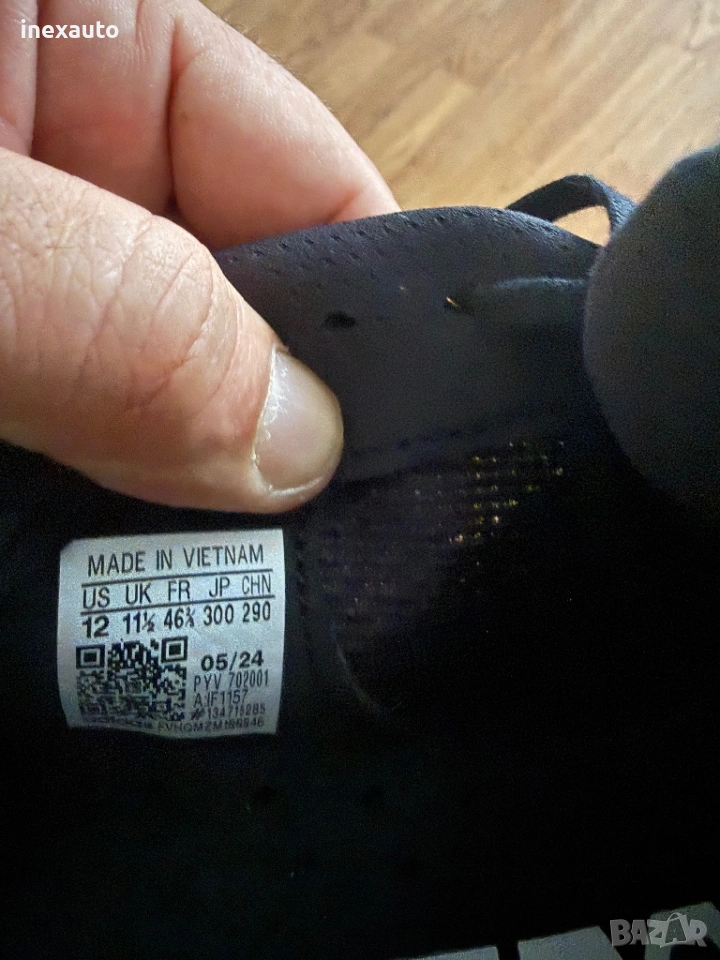 inexauto
MADE IN VIETNAM
US UK FR JP CHN
12 11½ 46⅔ 300 290
05/24
PYV 702001
A:IF1157
BAZAR